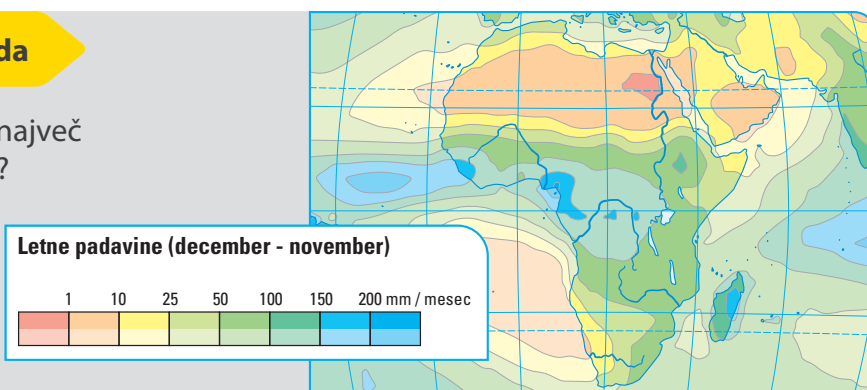 da
največ
?
Letne padavine (december - november)
1 10 25 50 100 150 200 mm / mesec